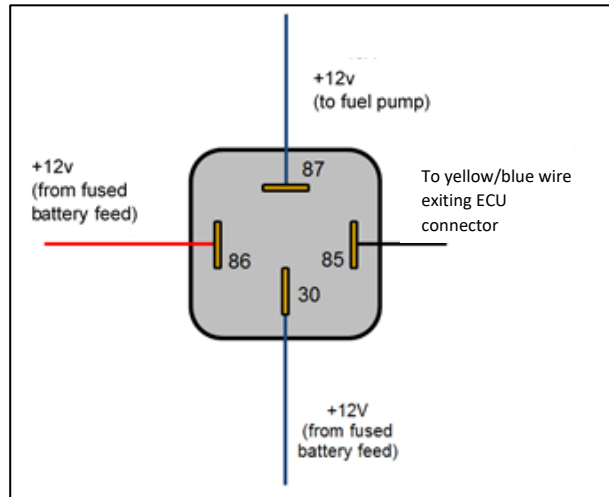 +12v
(to fuel pump)
87
+12v
(from fused
battery feed)
To yellow/blue wire
exiting ECU
connector
86
85
30
+12V
(from fused
battery feed)